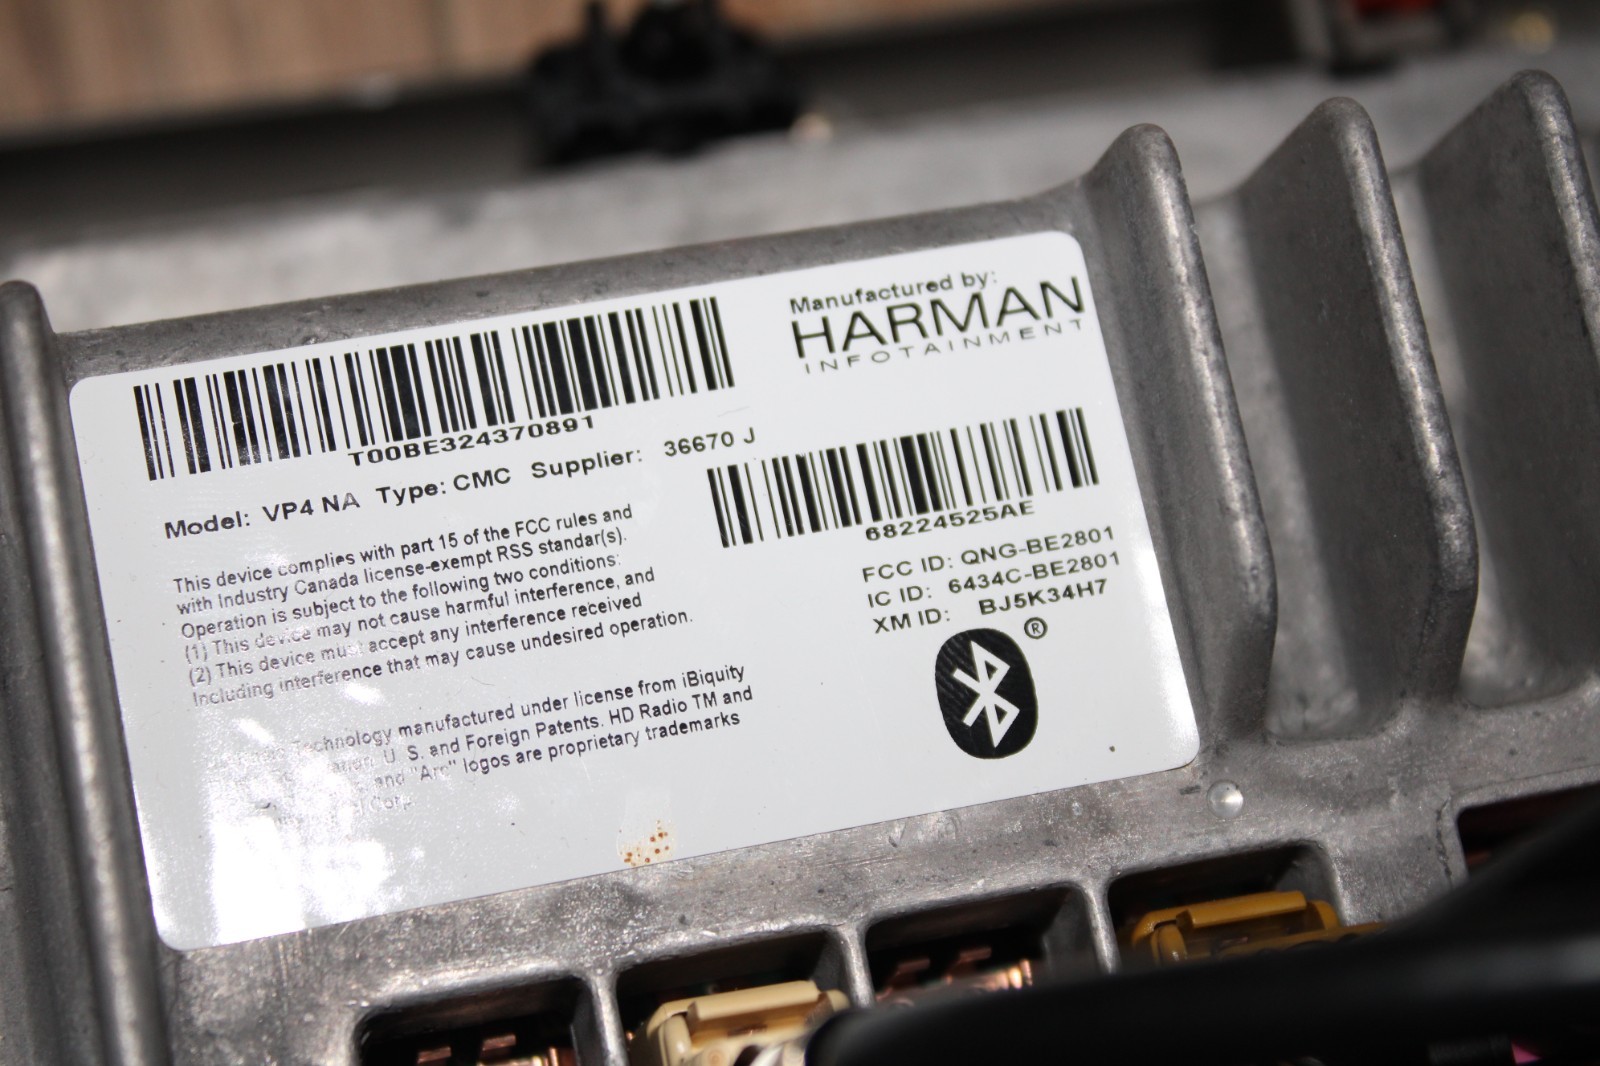 Manufactured by:
HARMAN
INFOTAINMENT
T00BE324370891
Model: VP4 NA Type: CMC Supplier: 36670 J
68224525AE
This device complies with part 15 of the FCC rules and
with Industry Canada license-exempt RSS standar(s).
Operation is subject to the following two conditions:
(1) This device may not cause harmful interference, and
(2) This device must accept any interference received
Including interference that may cause undesired operation.
FCC ID: QNG-BE2801
IC ID: 6434C-BE2801
XM ID: BJ5K34H7
®
Technology manufactured under license from iBiquity
U S. and Foreign Patents. HD Radio TM and
and "Arc" logos are proprietary trademarks
Corp.